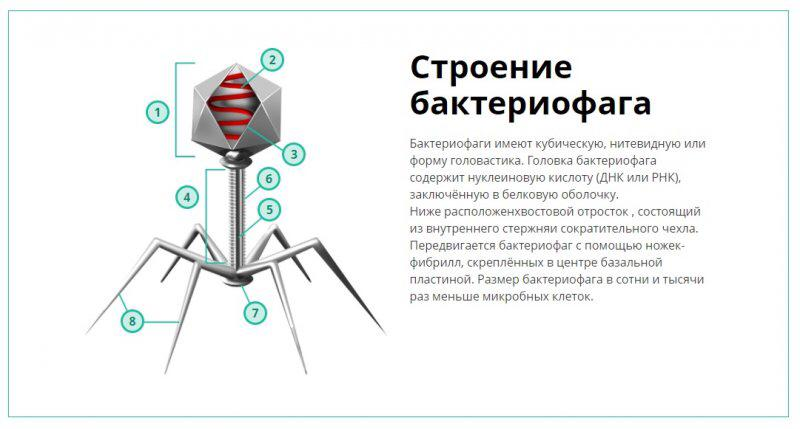 Строение
бактериофага
Бактериофаги имеют кубическую, нитевидную или
форму головастика. Головка бактериофага
содержит нуклеиновую кислоту (ДНК или РНК),
заключённую в белковую оболочку.
Ниже расположенхвостовой отросток , состоящий
из внутреннего стержняи сократительного чехла.
Передвигается бактериофаг с помощью ножек-
фибрилл, скреплённых в центре базальной
пластиной. Размер бактериофага в сотни и тысячи
раз меньше микробных клеток.
2
1
3
6
4
5
7
8